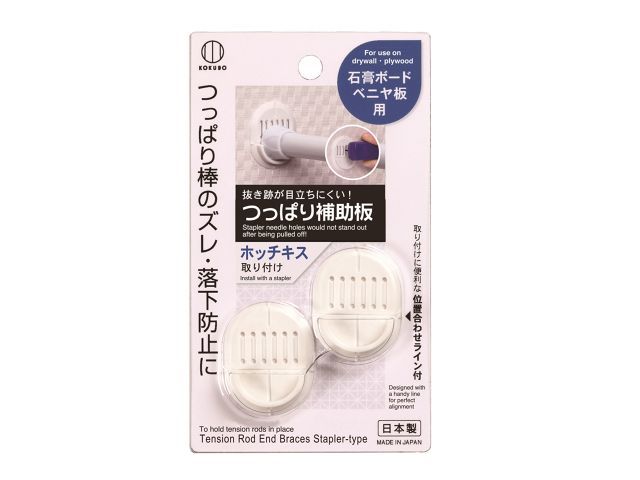 KOKUBO
For use on
drywall・plywood
石膏ボード
ベニヤ板
用
つっぱり棒のズレ・落下防止に
抜き跡が目立ちにくい!
つっぱり補助板
Stapler needle holes would not stand out
after being pulled off!
ホッチキス
取り付け
Install with a stapler
取り付けに便利な
位置合わせライン付
Designed with
a handy line
for perfect
alignment
To hold tension rods in place
Tension Rod End Braces Stapler-type
日本製
MADE IN JAPAN